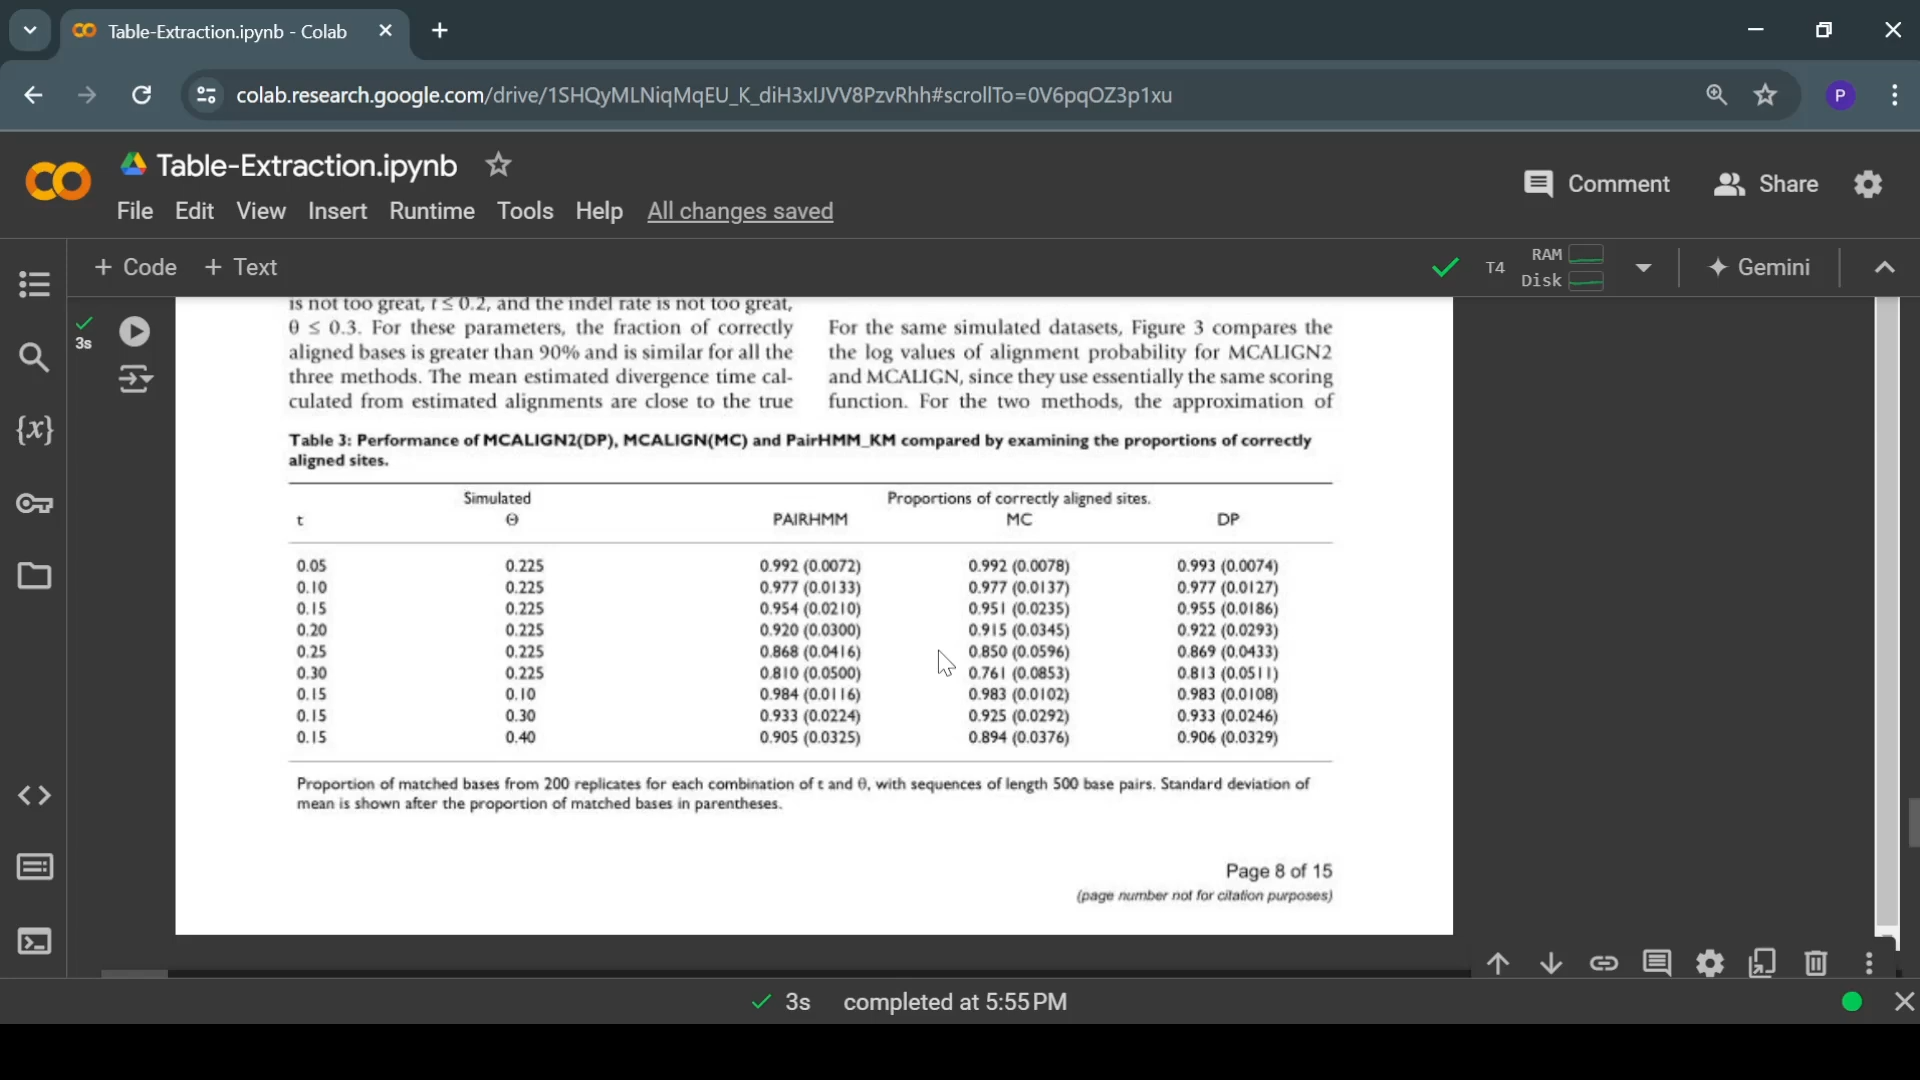 Table-Extraction.ipynb - Colab
colab.research.google.com/drive/1SHQyMLNiqMqEU_K_diH3xIJVV8PzvRhh#scrollTo=0V6pqOZ3p1xu
P
Table-Extraction.ipynb
Comment
Share
File Edit View Insert Runtime Tools Help All changes saved
+ Code + Text
T4
RAM
Disk
Gemini
3s
is not too great, t ≤ 0.2, and the indel rate is not too great,
θ ≤ 0.3. For these parameters, the fraction of correctly
aligned bases is greater than 90% and is similar for all the
three methods. The mean estimated divergence time cal-
culated from estimated alignments are close to the true
For the same simulated datasets, Figure 3 compares the
the log values of alignment probability for MCALIGN2
and MCALIGN, since they use essentially the same scoring
function. For the two methods, the approximation of
Table 3: Performance of MCALIGN2(DP), MCALIGN(MC) and PairHMM_KM compared by examining the proportions of correctly
aligned sites.
Simulated Proportions of correctly aligned sites.
t Θ PAIRHMM MC DP
0.05 0.225 0.992 (0.0072) 0.992 (0.0078) 0.993 (0.0074)
0.10 0.225 0.977 (0.0133) 0.977 (0.0137) 0.977 (0.0127)
0.15 0.225 0.954 (0.0210) 0.951 (0.0235) 0.955 (0.0186)
0.20 0.225 0.920 (0.0300) 0.915 (0.0345) 0.922 (0.0293)
0.25 0.225 0.868 (0.0416) 0.850 (0.0596) 0.869 (0.0433)
0.30 0.225 0.810 (0.0500) 0.761 (0.0853) 0.813 (0.0511)
0.15 0.10 0.984 (0.0116) 0.983 (0.0102) 0.983 (0.0108)
0.15 0.30 0.933 (0.0224) 0.925 (0.0292) 0.933 (0.0246)
0.15 0.40 0.905 (0.0325) 0.894 (0.0376) 0.906 (0.0329)
Proportion of matched bases from 200 replicates for each combination of t and θ, with sequences of length 500 base pairs. Standard deviation of
mean is shown after the proportion of matched bases in parentheses.
Page 8 of 15
(page number not for citation purposes)
3s completed at 5:55 PM